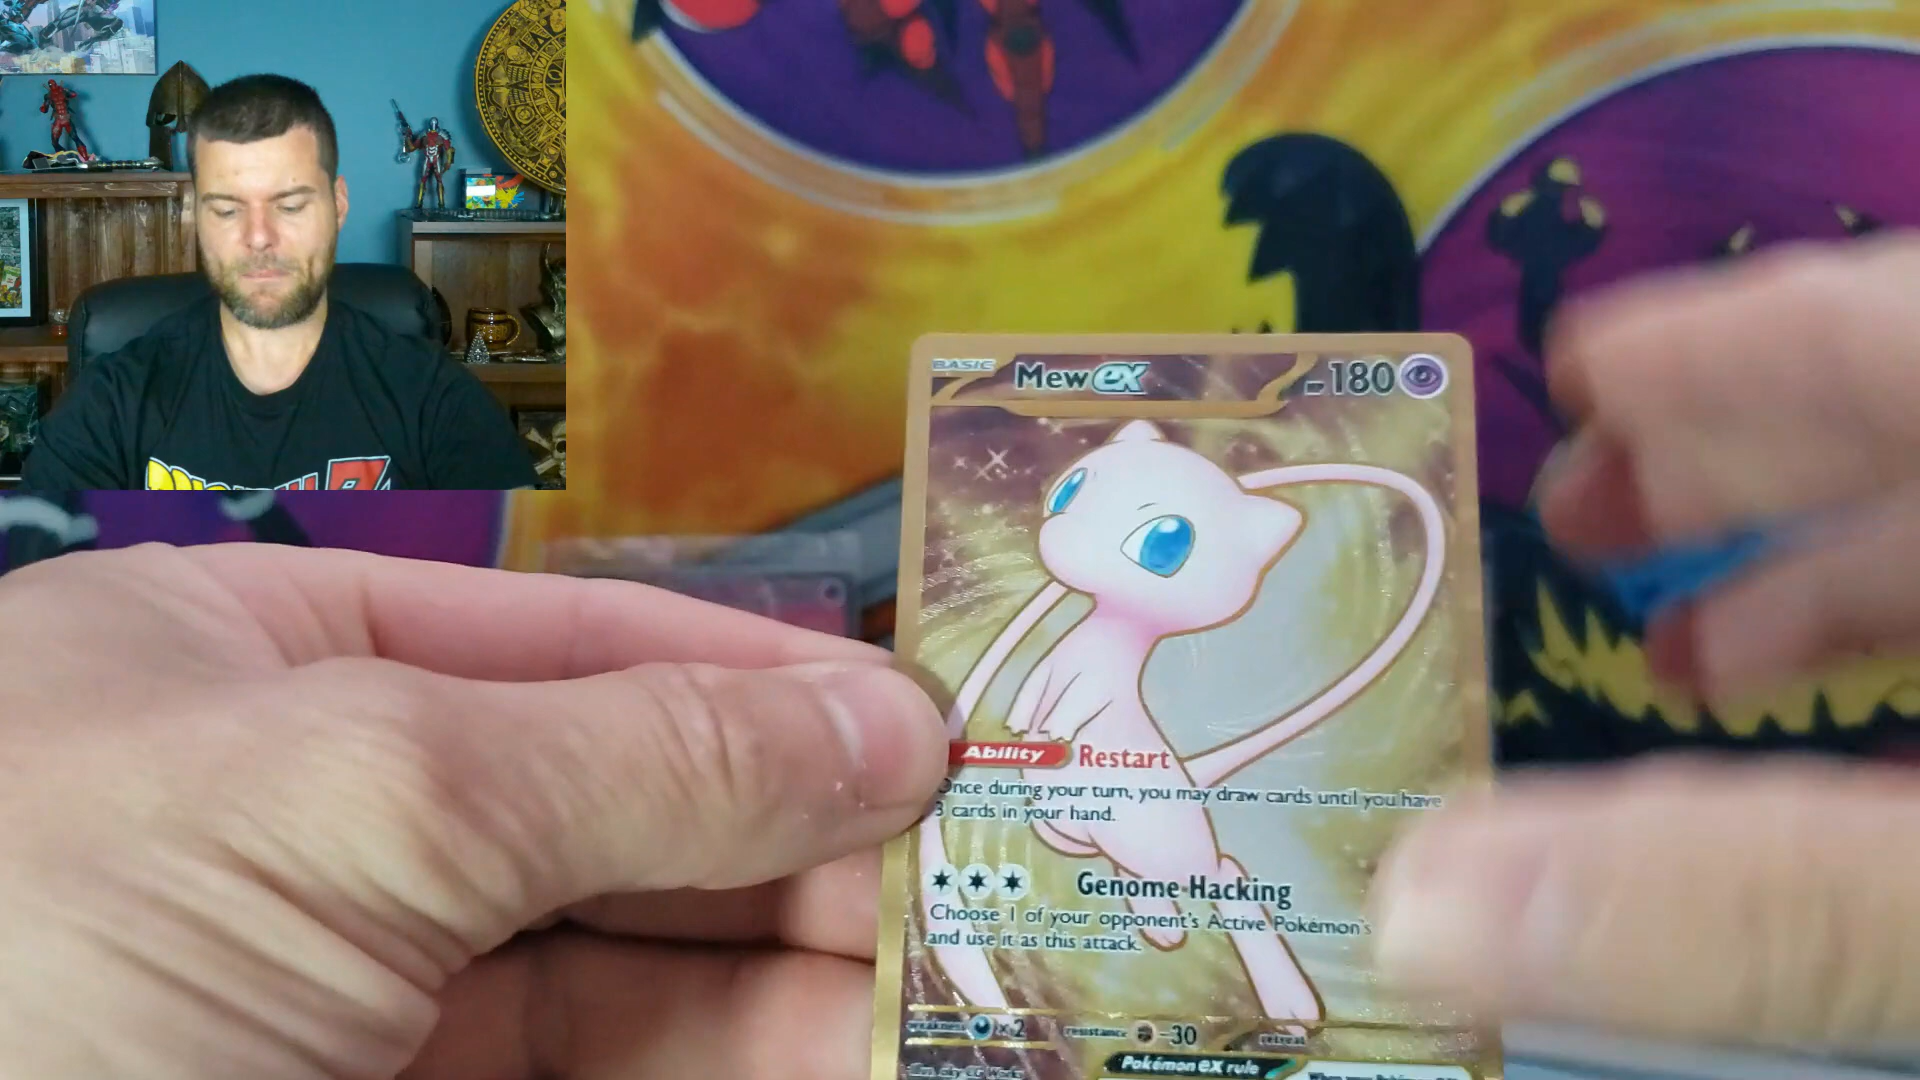 BASIC Mew ex HP 180
Ability Restart
Once during your turn, you may draw cards until you have
3 cards in your hand.
Genome Hacking
Choose 1 of your opponent's Active Pokémon's
and use it as this attack.
weakness x2 resistance -30 retreat
Pokémon ex rule